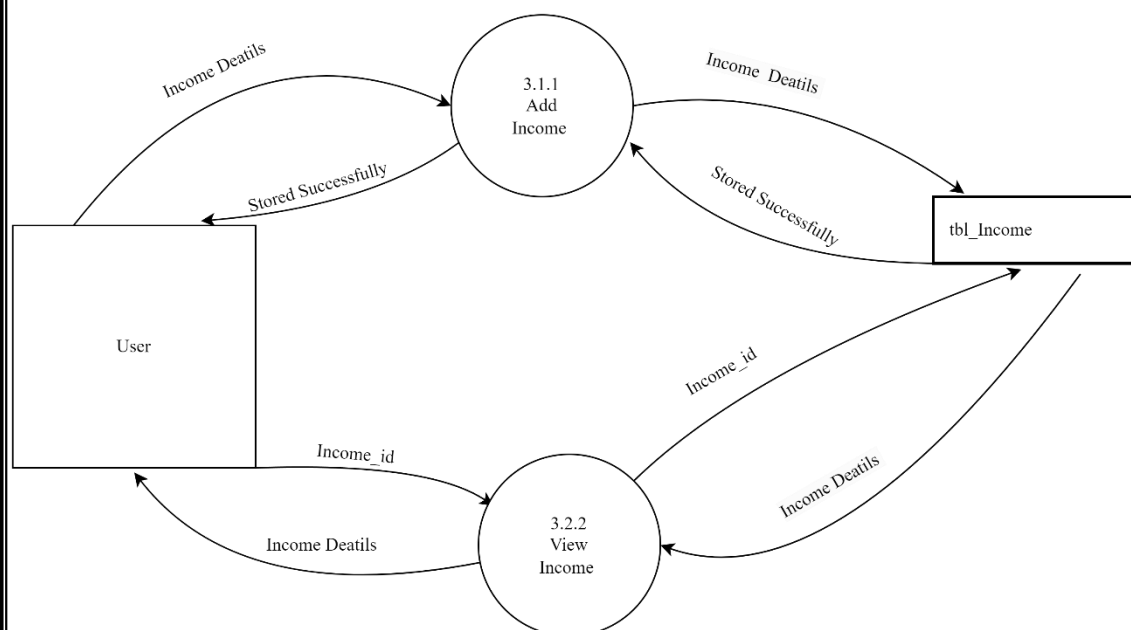 Income Deatils
3.1.1
Add
Income
Income  Deatils
Stored Successfully
Stored Successfully
tbl_Income
User
Income_id
Income_id
Income Deatils
3.2.2
View
Income
Income Deatils